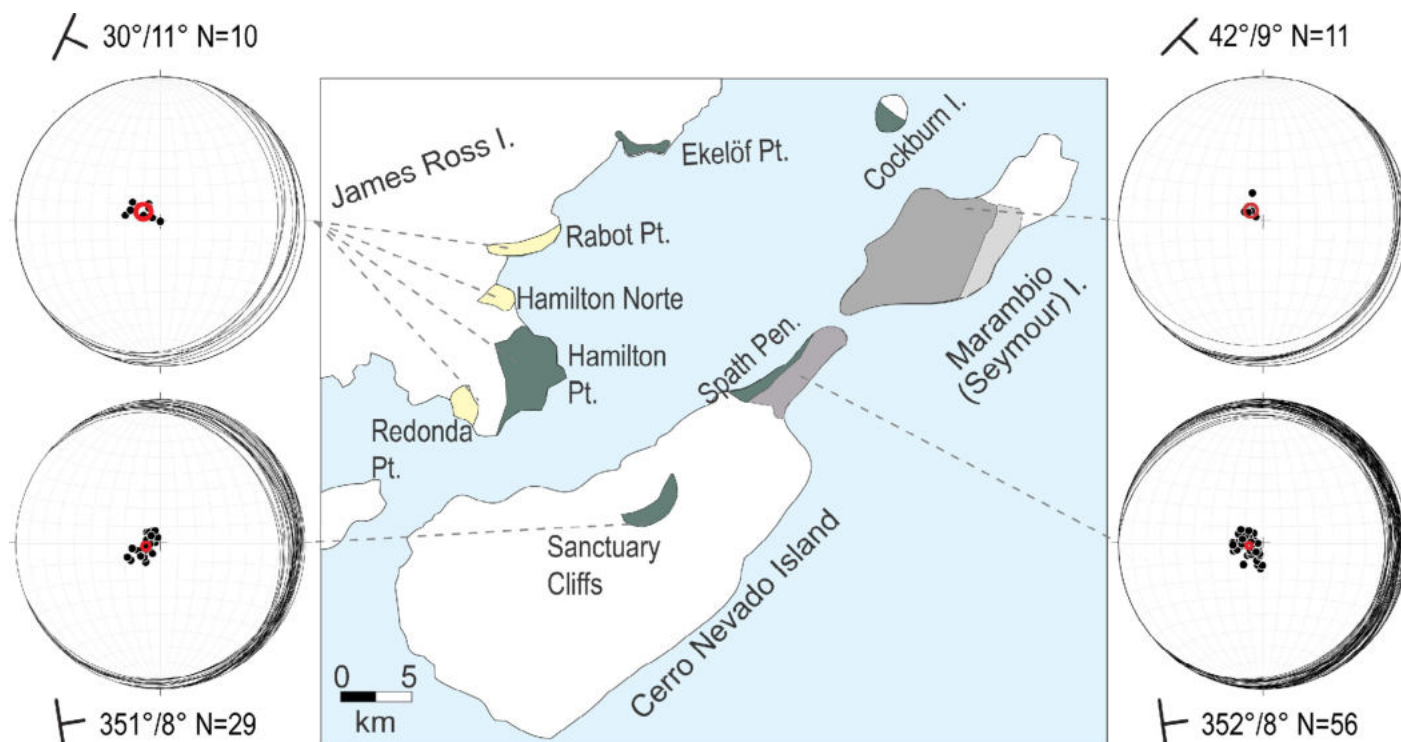 30°/11° N=10
42°/9° N=11
James Ross I.
Ekelöf Pt.
Cockburn I.
Rabot Pt.
Hamilton Norte
Hamilton
Pt.
Marambio
(Seymour) I.
Spath Pen.
Redonda
Pt.
Sanctuary
Cliffs
Cerro Nevado Island
0 5
km
351°/8° N=29
352°/8° N=56